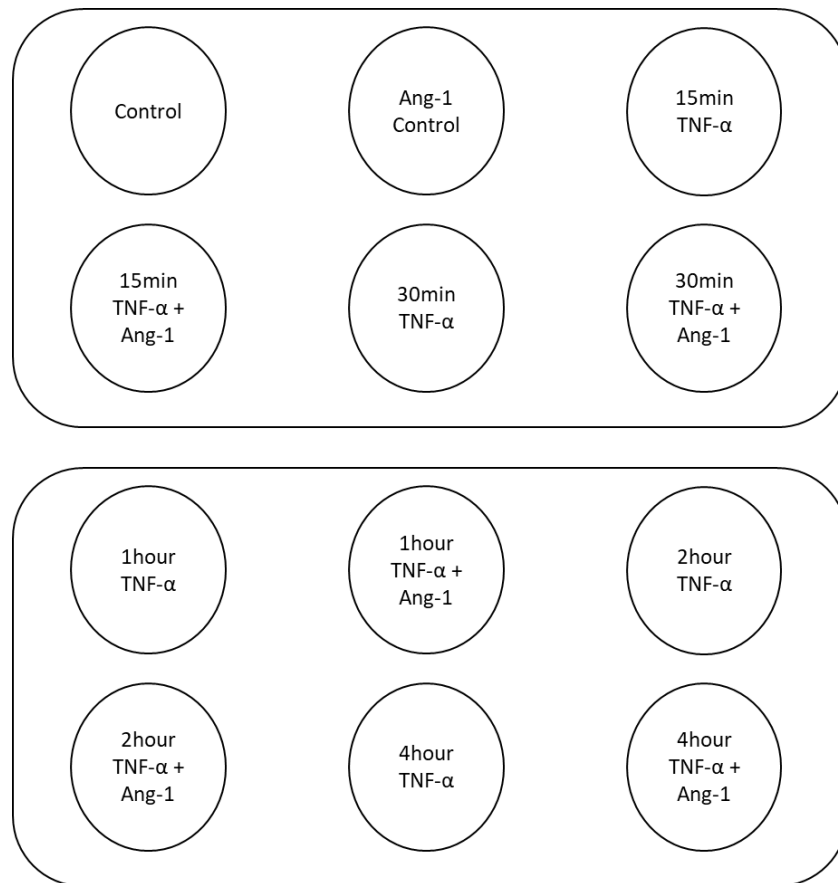 Control
Ang-1
Control
15min
TNF-α
15min
TNF-α +
Ang-1
30min
TNF-α
30min
TNF-α +
Ang-1
1hour
TNF-α
1hour
TNF-α +
Ang-1
2hour
TNF-α
2hour
TNF-α +
Ang-1
4hour
TNF-α
4hour
TNF-α +
Ang-1